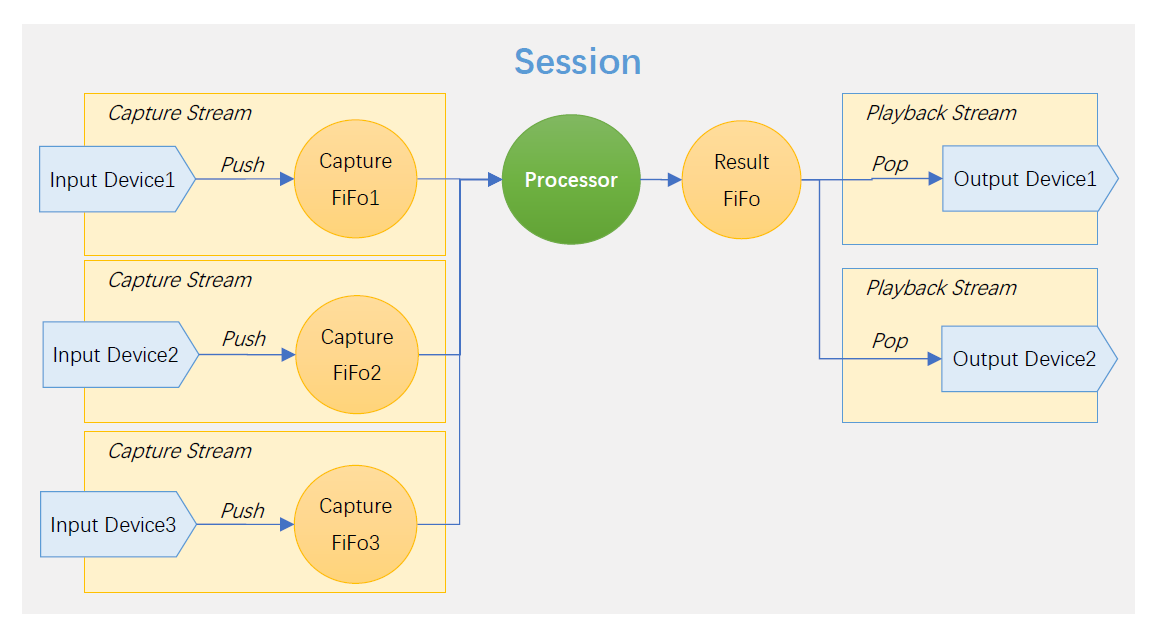 Session
Capture Stream
Input Device1
Push
Capture
FiFo1
Capture Stream
Input Device2
Push
Capture
FiFo2
Capture Stream
Input Device3
Push
Capture
FiFo3
Processor
Result
FiFo
Playback Stream
Pop
Output Device1
Playback Stream
Pop
Output Device2